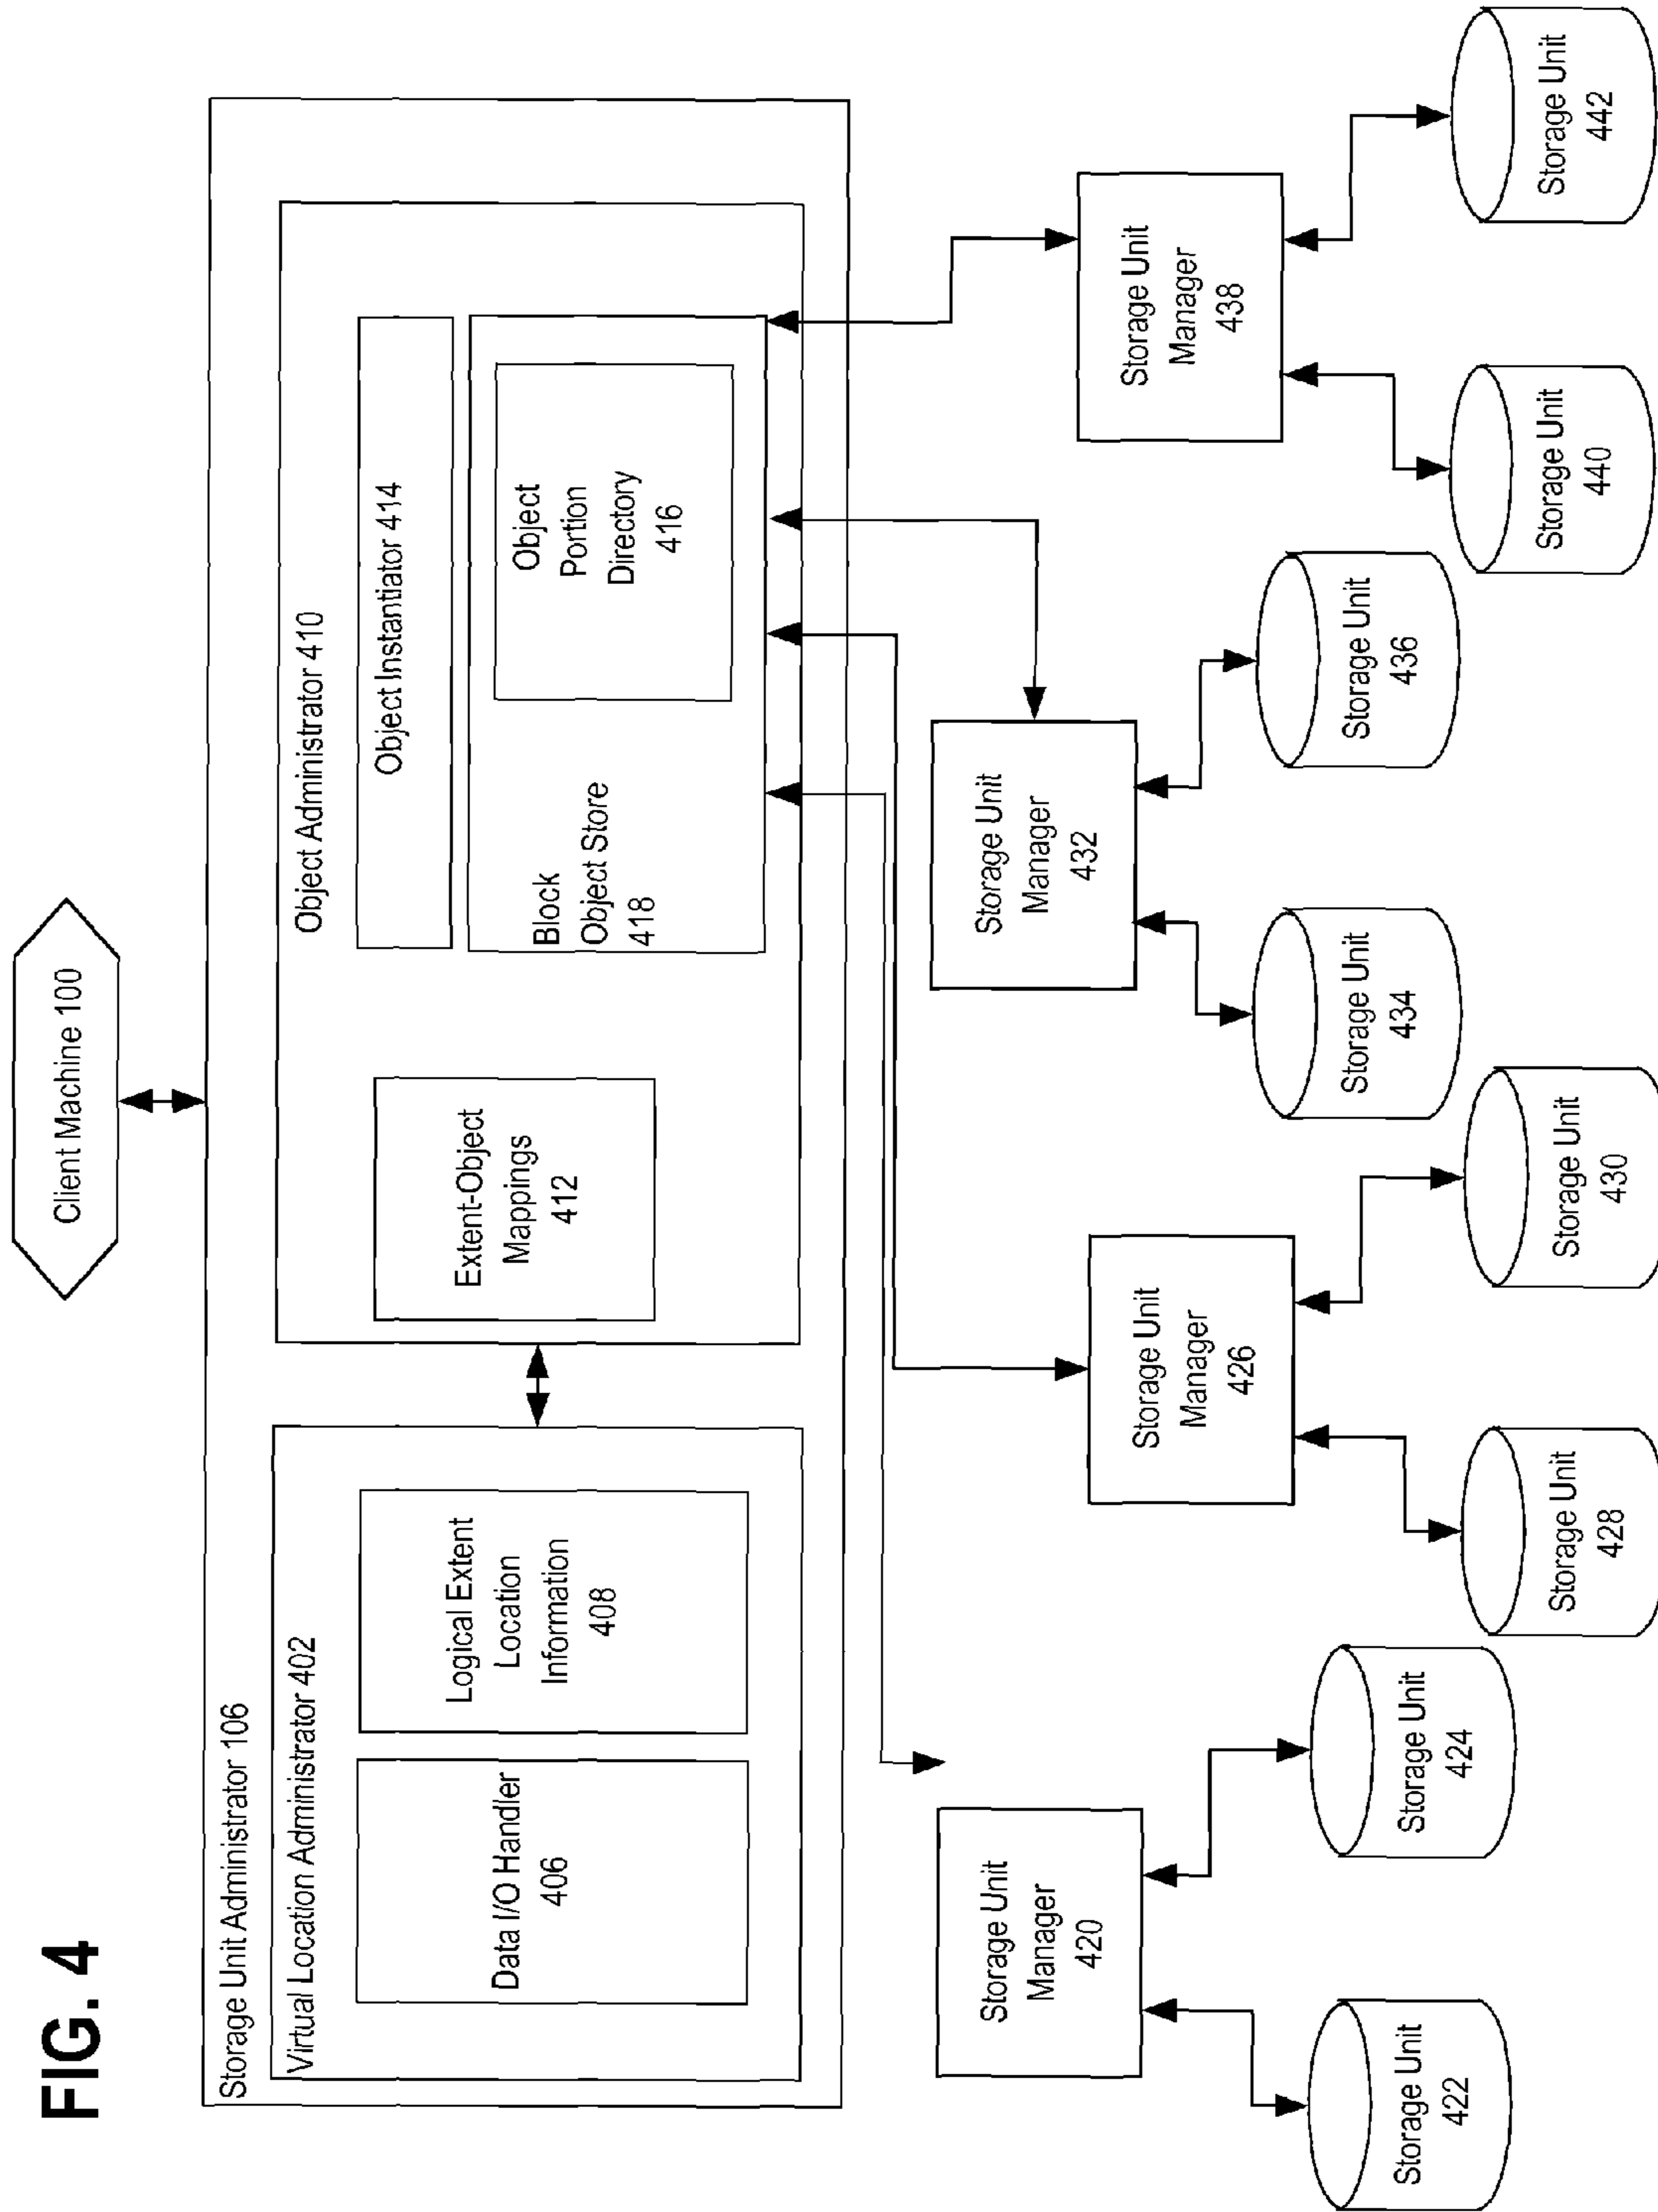 FIG. 4
Client Machine 100
Storage Unit Administrator 106
Virtual Location Administrator 402
Data I/O Handler
406
Logical Extent
Location
Information
408
Object Administrator 410
Extent-Object
Mappings
412
Object Instantiator 414
Block
Object Store
418
Object
Portion
Directory
416
Storage Unit
Manager
420
Storage Unit
422
Storage Unit
424
Storage Unit
Manager
426
Storage Unit
428
Storage Unit
430
Storage Unit
Manager
432
Storage Unit
434
Storage Unit
436
Storage Unit
Manager
438
Storage Unit
440
Storage Unit
442